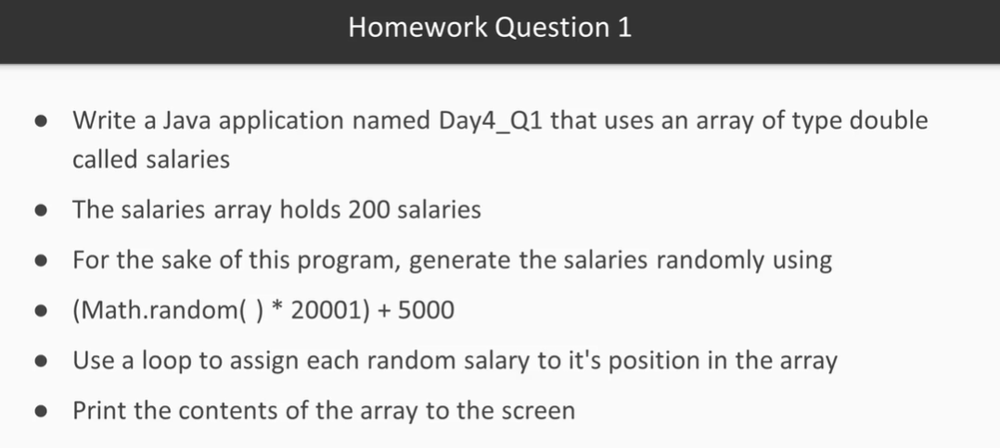 Homework Question 1
● Write a Java application named Day4_Q1 that uses an array of type double
called salaries
● The salaries array holds 200 salaries
● For the sake of this program, generate the salaries randomly using
● (Math.random( ) * 20001) + 5000
● Use a loop to assign each random salary to it's position in the array
● Print the contents of the array to the screen